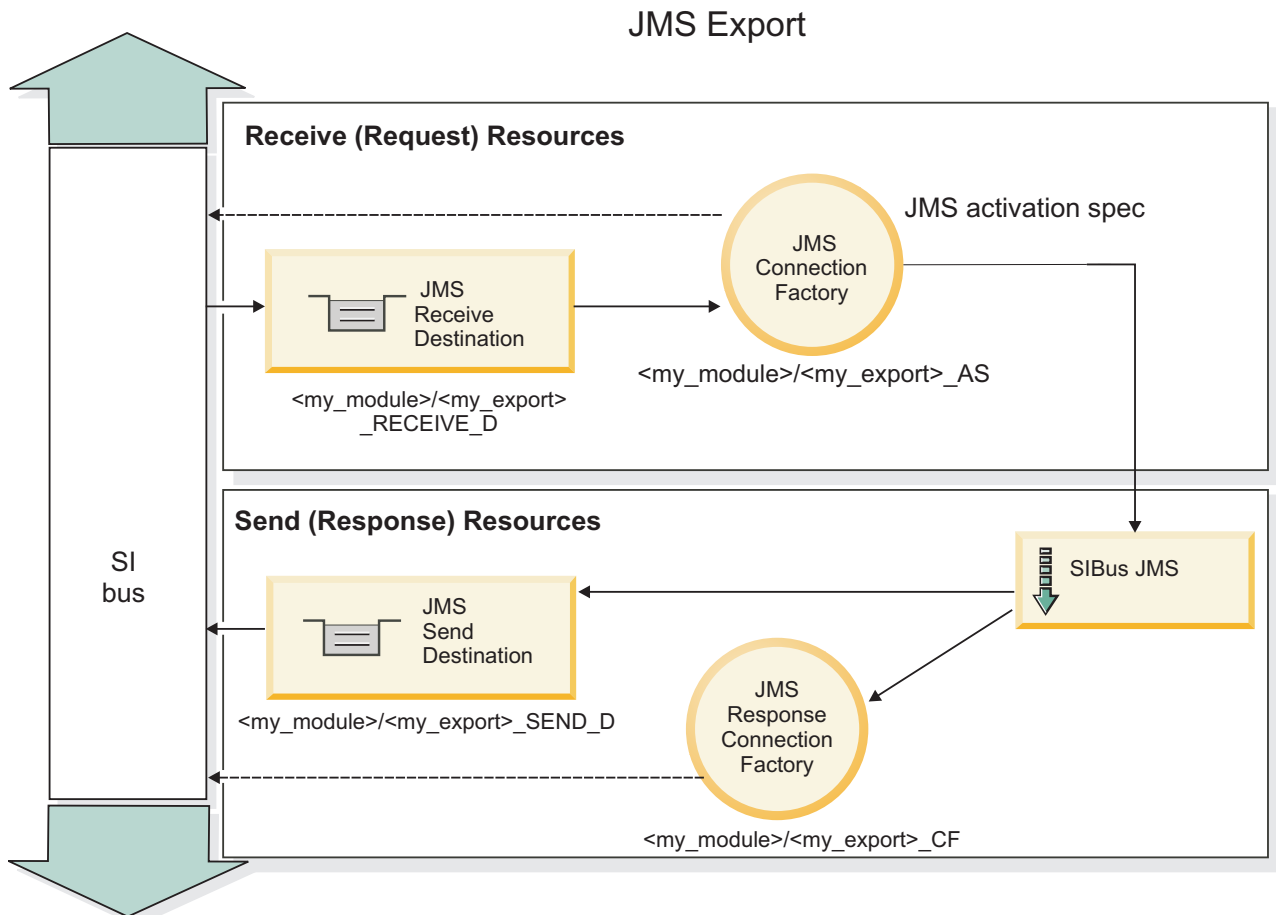 JMS Export
Receive (Request) Resources
JMS activation spec
JMS
Connection
Factory
JMS
Receive
Destination
<my_module>/<my_export>_AS
<my_module>/<my_export>
_RECEIVE_D
Send (Response) Resources
SI
bus
SIBus JMS
JMS
Send
Destination
<my_module>/<my_export>_SEND_D
JMS
Response
Connection
Factory
<my_module>/<my_export>_CF